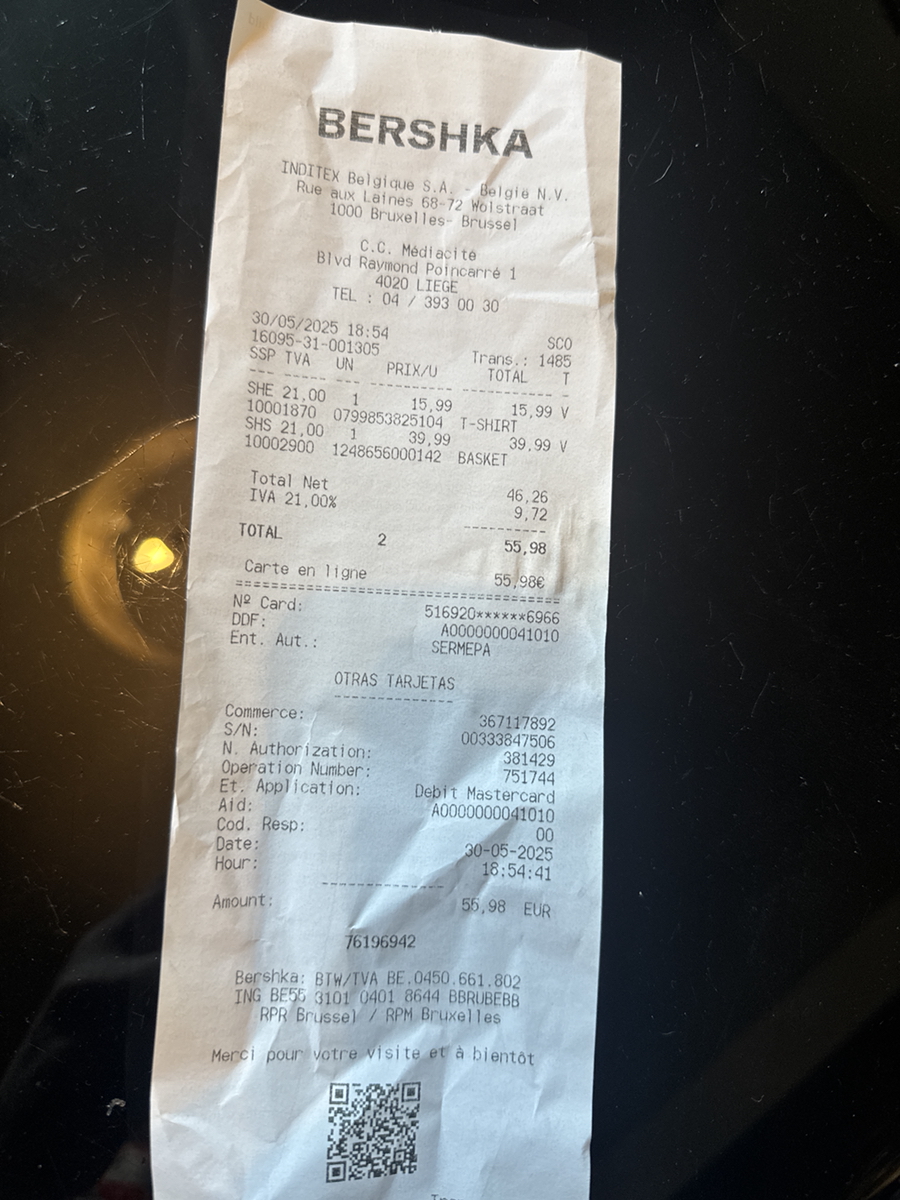 BERSHKA
INDITEX Belgique S.A. - Belgie N.V.
Rue aux Laines 68-72 Wolstraat
1000 Bruxelles- Brussel
C.C. Médiacité
Blvd Raymond Poincarré 1
4020 LIEGE
TEL : 04 / 393 00 30
30/05/2025 18:54 SCO
16095-31-001305 Trans.: 1485
SSP TVA UN PRIX/U TOTAL T
--- ----- --- ---------------------- -
SHE 21,00 1 15,99 15,99 V
10001870 0799853825104 T-SHIRT
SHS 21,00 1 39,99 39,99 V
10002900 1248656000142 BASKET
Total Net 46,26
IVA 21,00% 9,72
----------
TOTAL 2 55,98
Carte en ligne 55,98€
========================================
Nº Card: 516920******6966
DDF: A0000000041010
Ent. Aut.: SERMEPA
OTRAS TARJETAS
---------------
Commerce: 367117892
S/N: 00333847506
N. Authorization: 381429
Operation Number: 751744
Et. Application: Debit Mastercard
Aid: A0000000041010
Cod. Resp: 00
Date: 30-05-2025
Hour: 18:54:41
---------------
Amount: 55,98 EUR
76196942
Bershka: BTW/TVA BE.0450.661.802
ING BE55 3101 0401 8644 BBRUBEBB
RPR Brussel / RPM Bruxelles
Merci pour votre visite et à bientôt